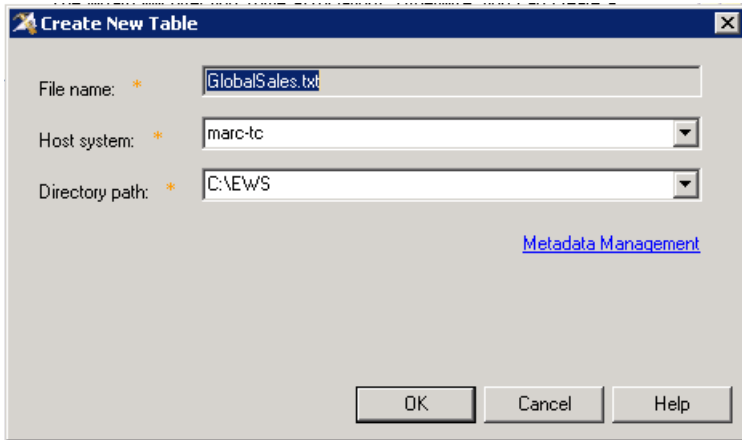 Create New Table
File name: * GlobalSales.txt
Host system: * marc-tc
Directory path: * C:\EWS
Metadata Management
OK Cancel Help